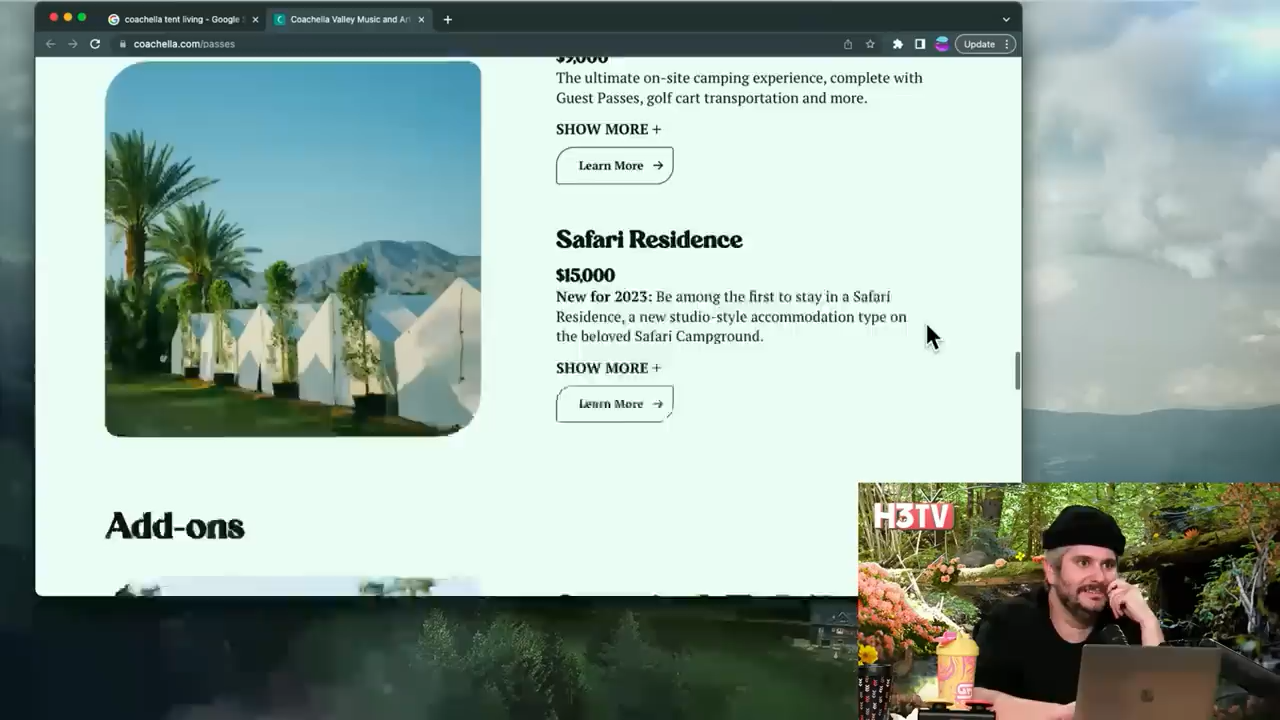 coachella tent living - Google S
Coachella Valley Music and Ar
coachella.com/passes
Update
$9,000
The ultimate on-site camping experience, complete with
Guest Passes, golf cart transportation and more.
SHOW MORE +
Learn More →
Safari Residence
$15,000
New for 2023: Be among the first to stay in a Safari
Residence, a new studio-style accommodation type on
the beloved Safari Campground.
SHOW MORE +
Learn More →
Add-ons
H3TV